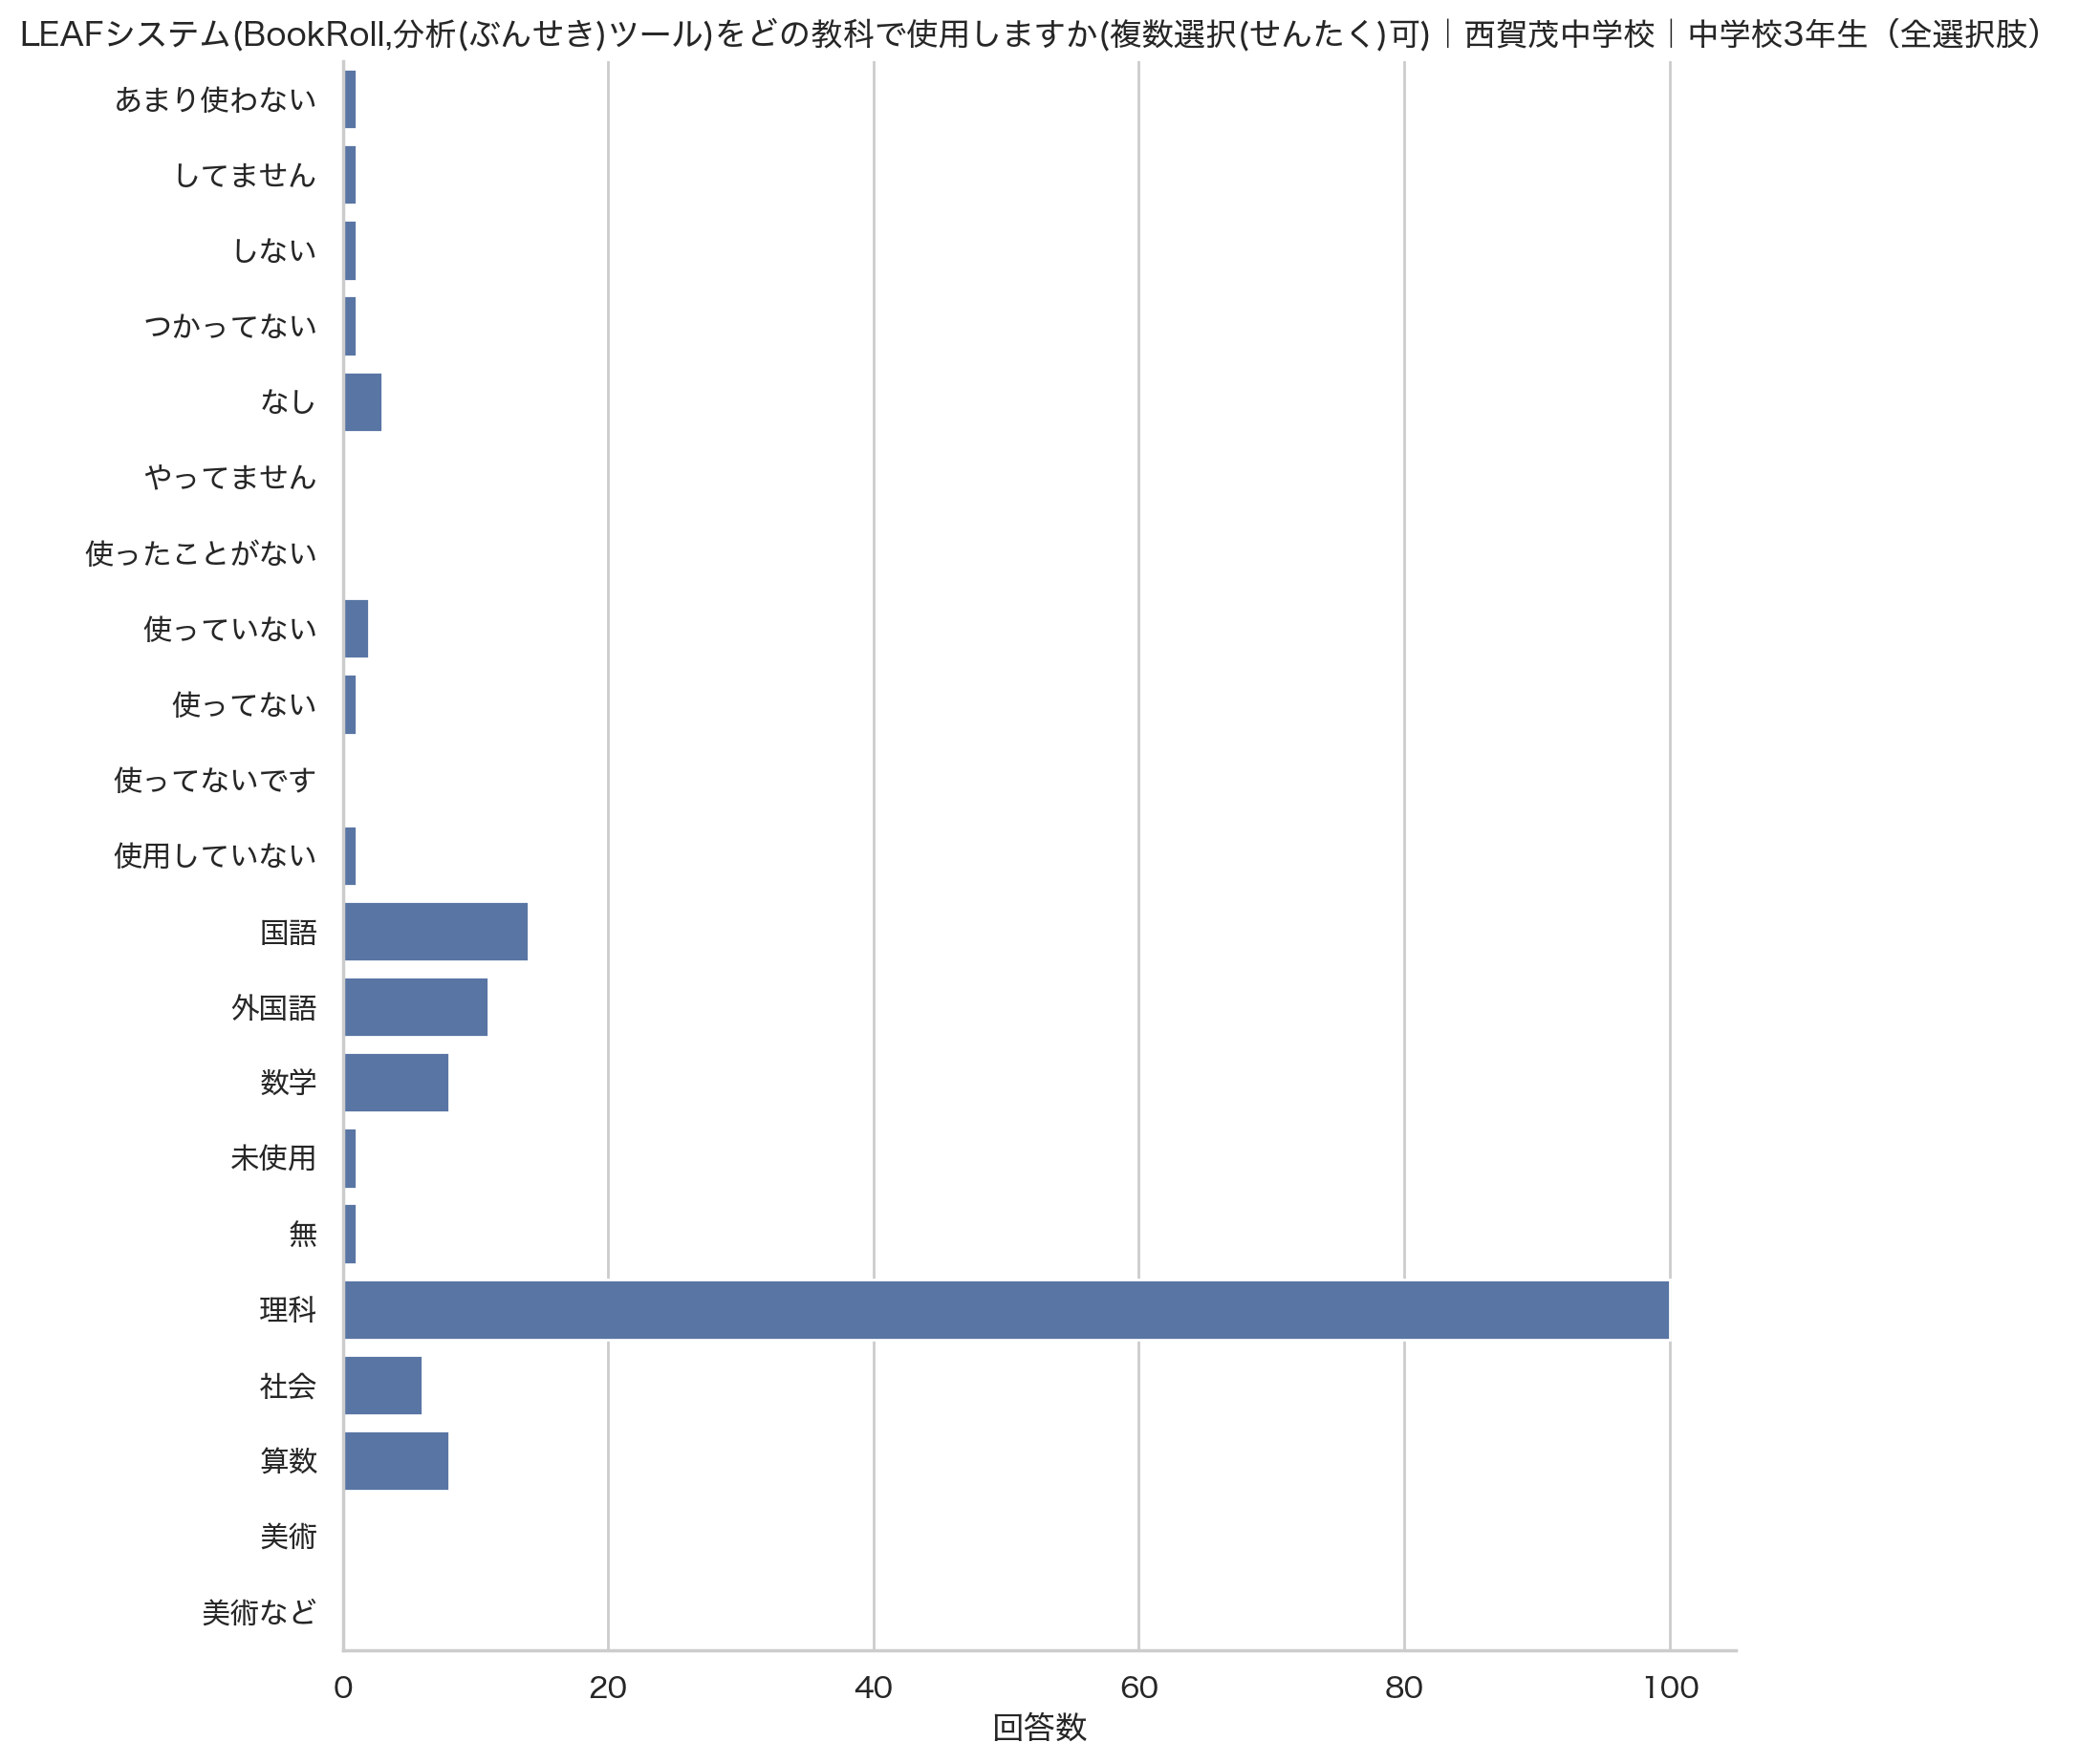 LEAFシステム(BookRoll,分析(ぶんせき)ツール)をどの教科で使用しますか(複数選択(せんたく)可)｜西賀茂中学校｜中学校3年生（全選択肢）
あまり使わない
してません
しない
つかってない
なし
やってません
使ったことがない
使っていない
使ってない
使ってないです
使用していない
国語
外国語
数学
未使用
無
理科
社会
算数
美術
美術など
0 20 40 60 80 100
回答数